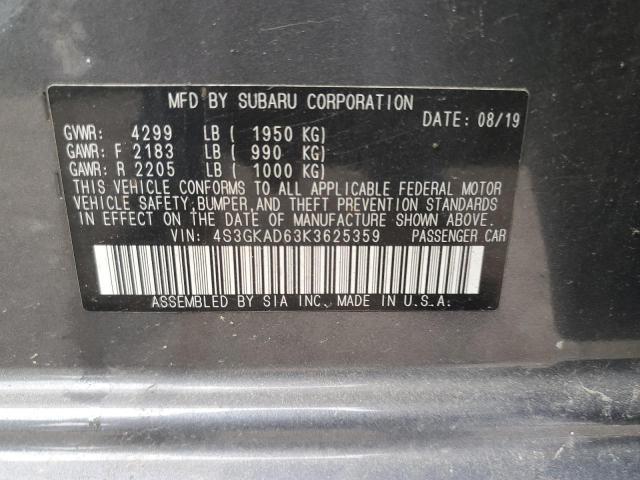 MFD BY SUBARU CORPORATION
DATE: 08/19
GVWR: 4299 LB ( 1950 KG)
GAWR: F 2183 LB ( 990 KG)
GAWR: R 2205 LB ( 1000 KG)
THIS VEHICLE CONFORMS TO ALL APPLICABLE FEDERAL MOTOR
VEHICLE SAFETY,BUMPER,AND THEFT PREVENTION STANDARDS
IN EFFECT ON THE DATE OF MANUFACTURE SHOWN ABOVE.
VIN: 4S3GKAD63K3625359 PASSENGER CAR
ASSEMBLED BY SIA INC. MADE IN U.S.A.